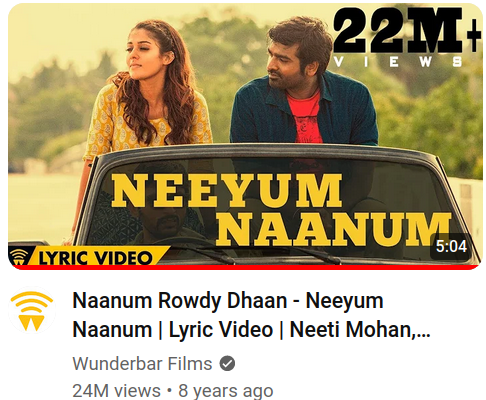 22M+
VIEWS
NEEYUM
NAANUM
5:04
LYRIC VIDEO
Naanum Rowdy Dhaan - Neeyum
Naanum | Lyric Video | Neeti Mohan,...
Wunderbar Films
24M views • 8 years ago